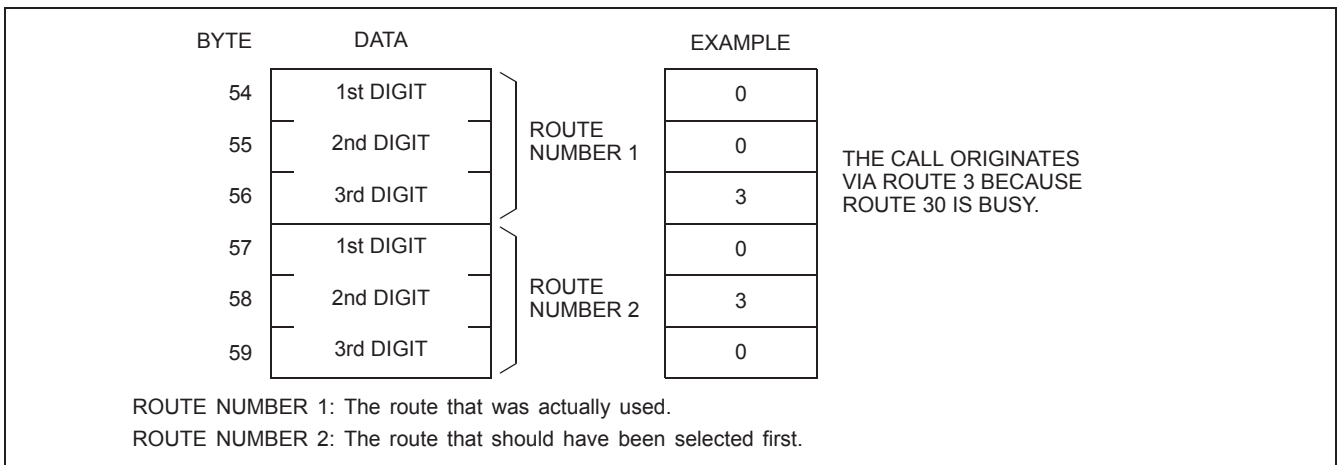 BYTE DATA EXAMPLE
54 1st DIGIT 0
55 2nd DIGIT ROUTE NUMBER 1 0
56 3rd DIGIT 3
THE CALL ORIGINATES
VIA ROUTE 3 BECAUSE
ROUTE 30 IS BUSY.
57 1st DIGIT 0
58 2nd DIGIT ROUTE NUMBER 2 3
59 3rd DIGIT 0
ROUTE NUMBER 1: The route that was actually used.
ROUTE NUMBER 2: The route that should have been selected first.